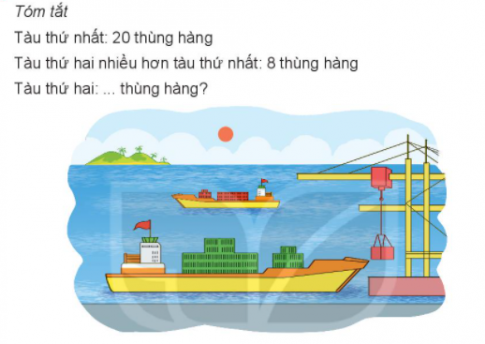 Tóm tắt
Tàu thứ nhất: 20 thùng hàng
Tàu thứ hai nhiều hơn tàu thứ nhất: 8 thùng hàng
Tàu thứ hai: ... thùng hàng?